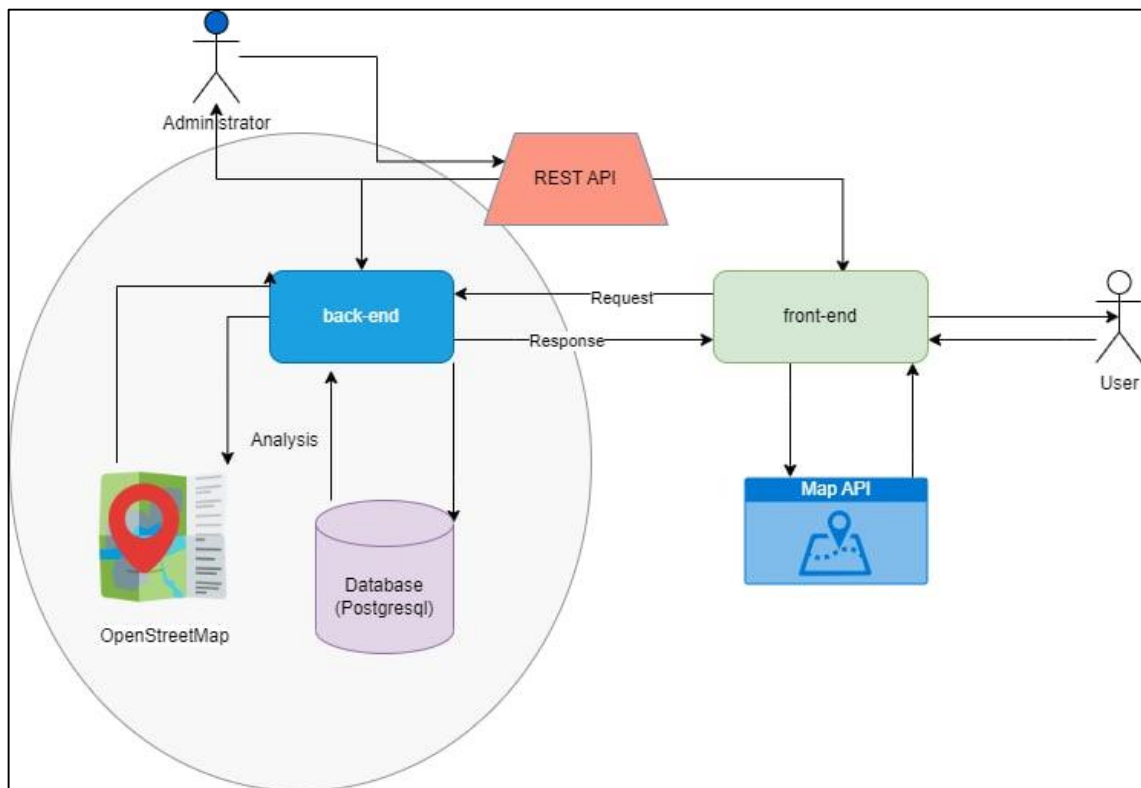 Administrator
REST API
back-end
Request
front-end
Response
User
Analysis
Map API
Database
(Postgresql)
OpenStreetMap